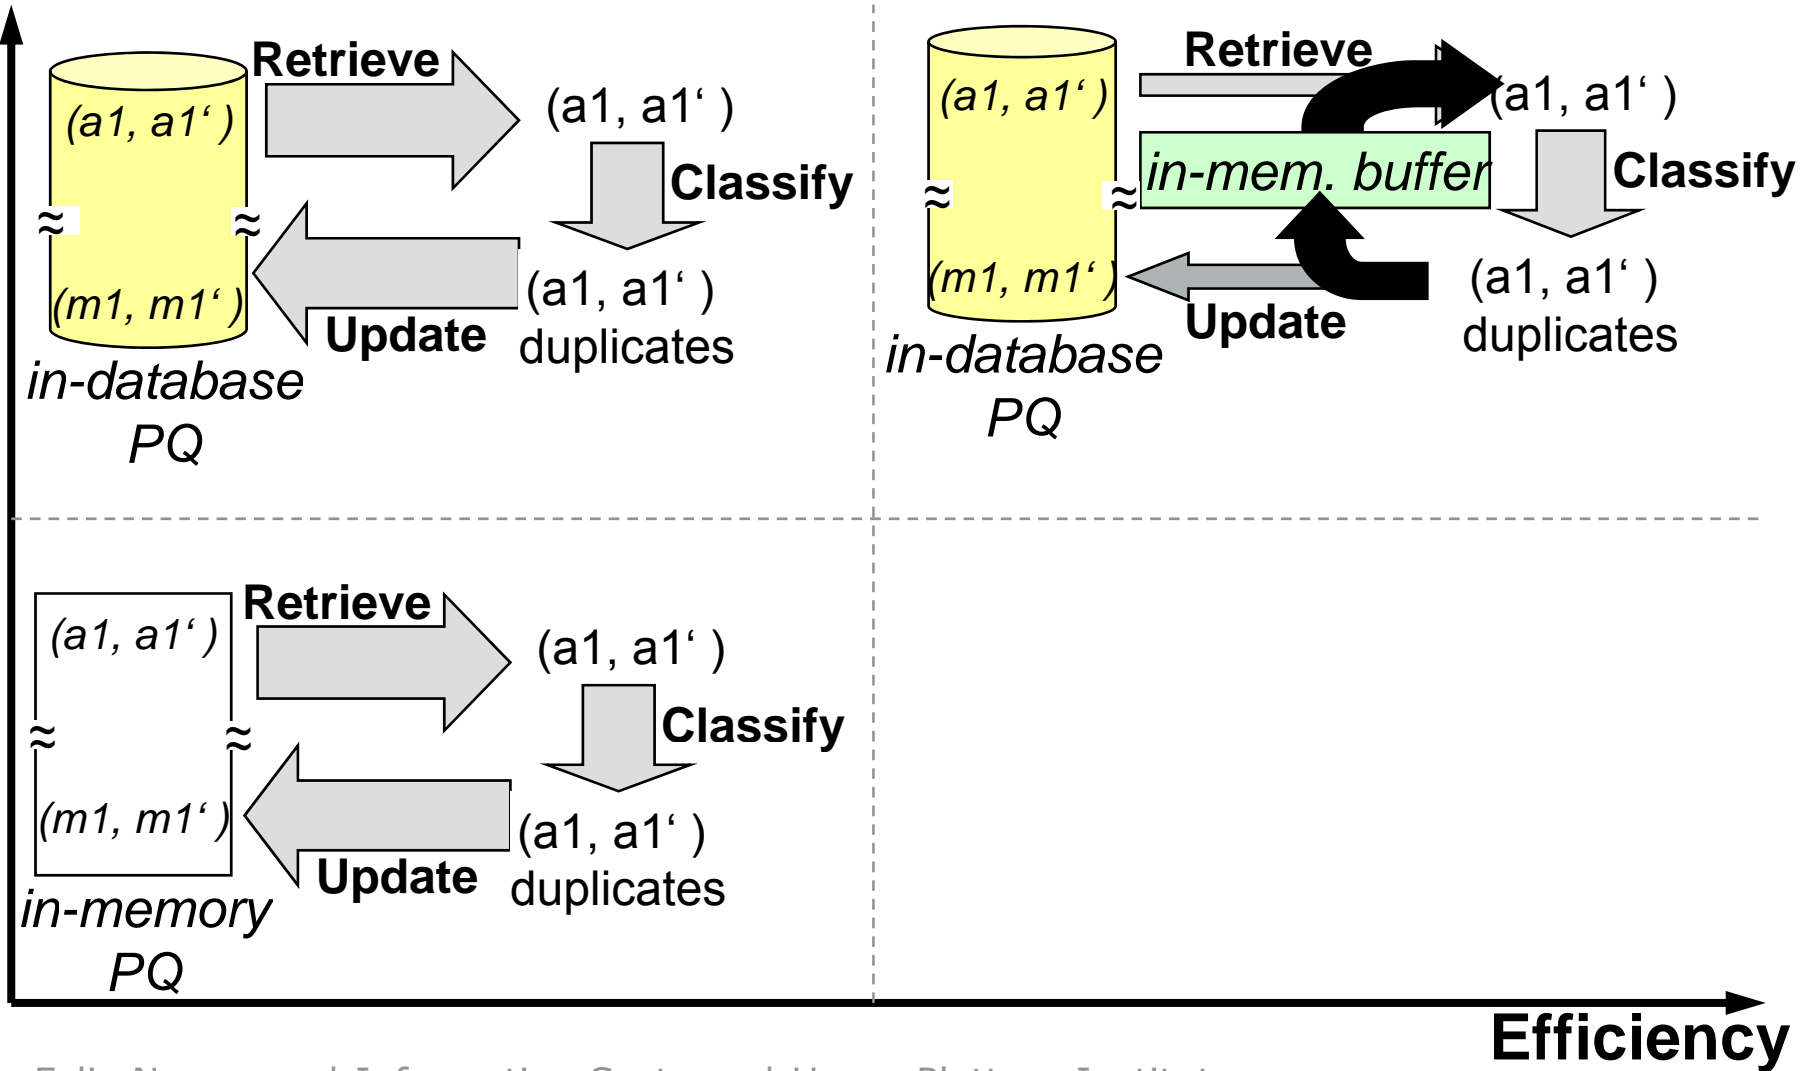 Retrieve
(a1, a1‘ )
(a1, a1‘ )
Classify
≈
≈
(m1, m1‘ )
(a1, a1‘ )
Update
duplicates
in-database
PQ
Retrieve
(a1, a1‘ )
(a1, a1‘ )
in-mem. buffer
Classify
≈
≈
(m1, m1‘ )
(a1, a1‘ )
Update
duplicates
in-database
PQ
Retrieve
(a1, a1‘ )
(a1, a1‘ )
Classify
≈
≈
(m1, m1‘ )
(a1, a1‘ )
Update
duplicates
in-memory
PQ
Efficiency